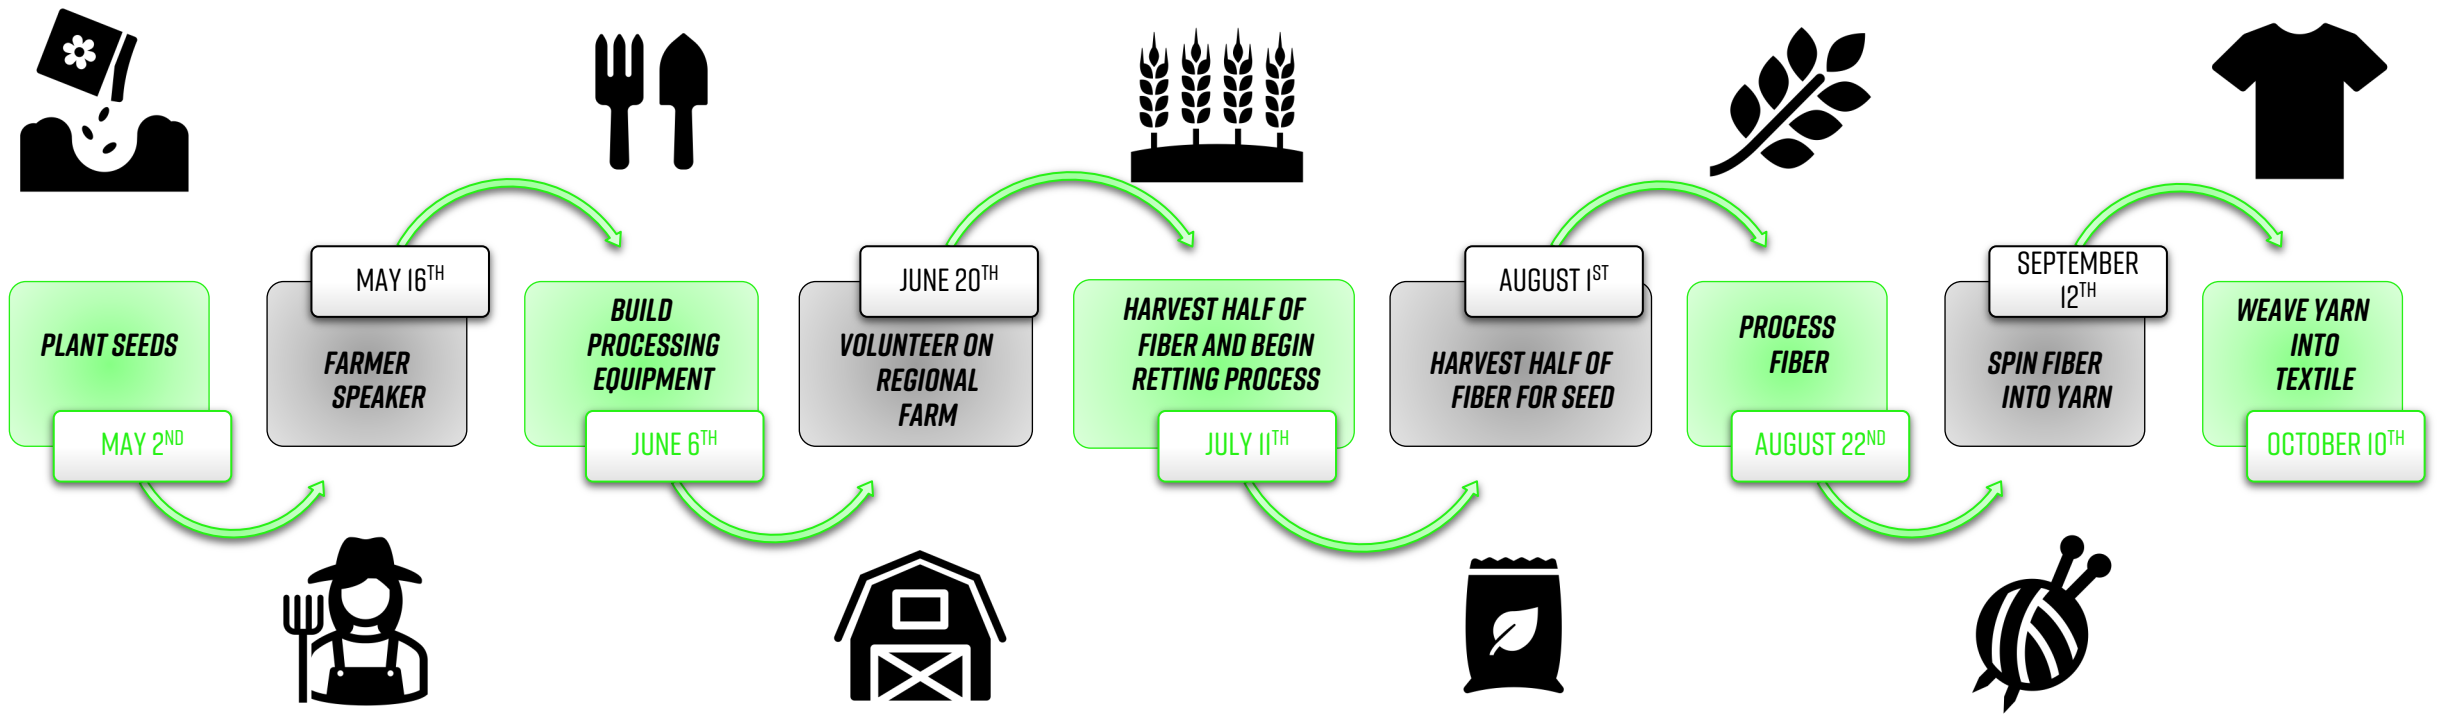 PLANT SEEDS
MAY 2ND
MAY 16TH
FARMER
SPEAKER
BUILD
PROCESSING
EQUIPMENT
JUNE 6TH
JUNE 20TH
VOLUNTEER ON
REGIONAL
FARM
HARVEST HALF OF
FIBER AND BEGIN
RETTING PROCESS
JULY 11TH
AUGUST 1ST
HARVEST HALF OF
FIBER FOR SEED
PROCESS
FIBER
AUGUST 22ND
SEPTEMBER
12TH
SPIN FIBER
INTO YARN
WEAVE YARN
INTO
TEXTILE
OCTOBER 10TH